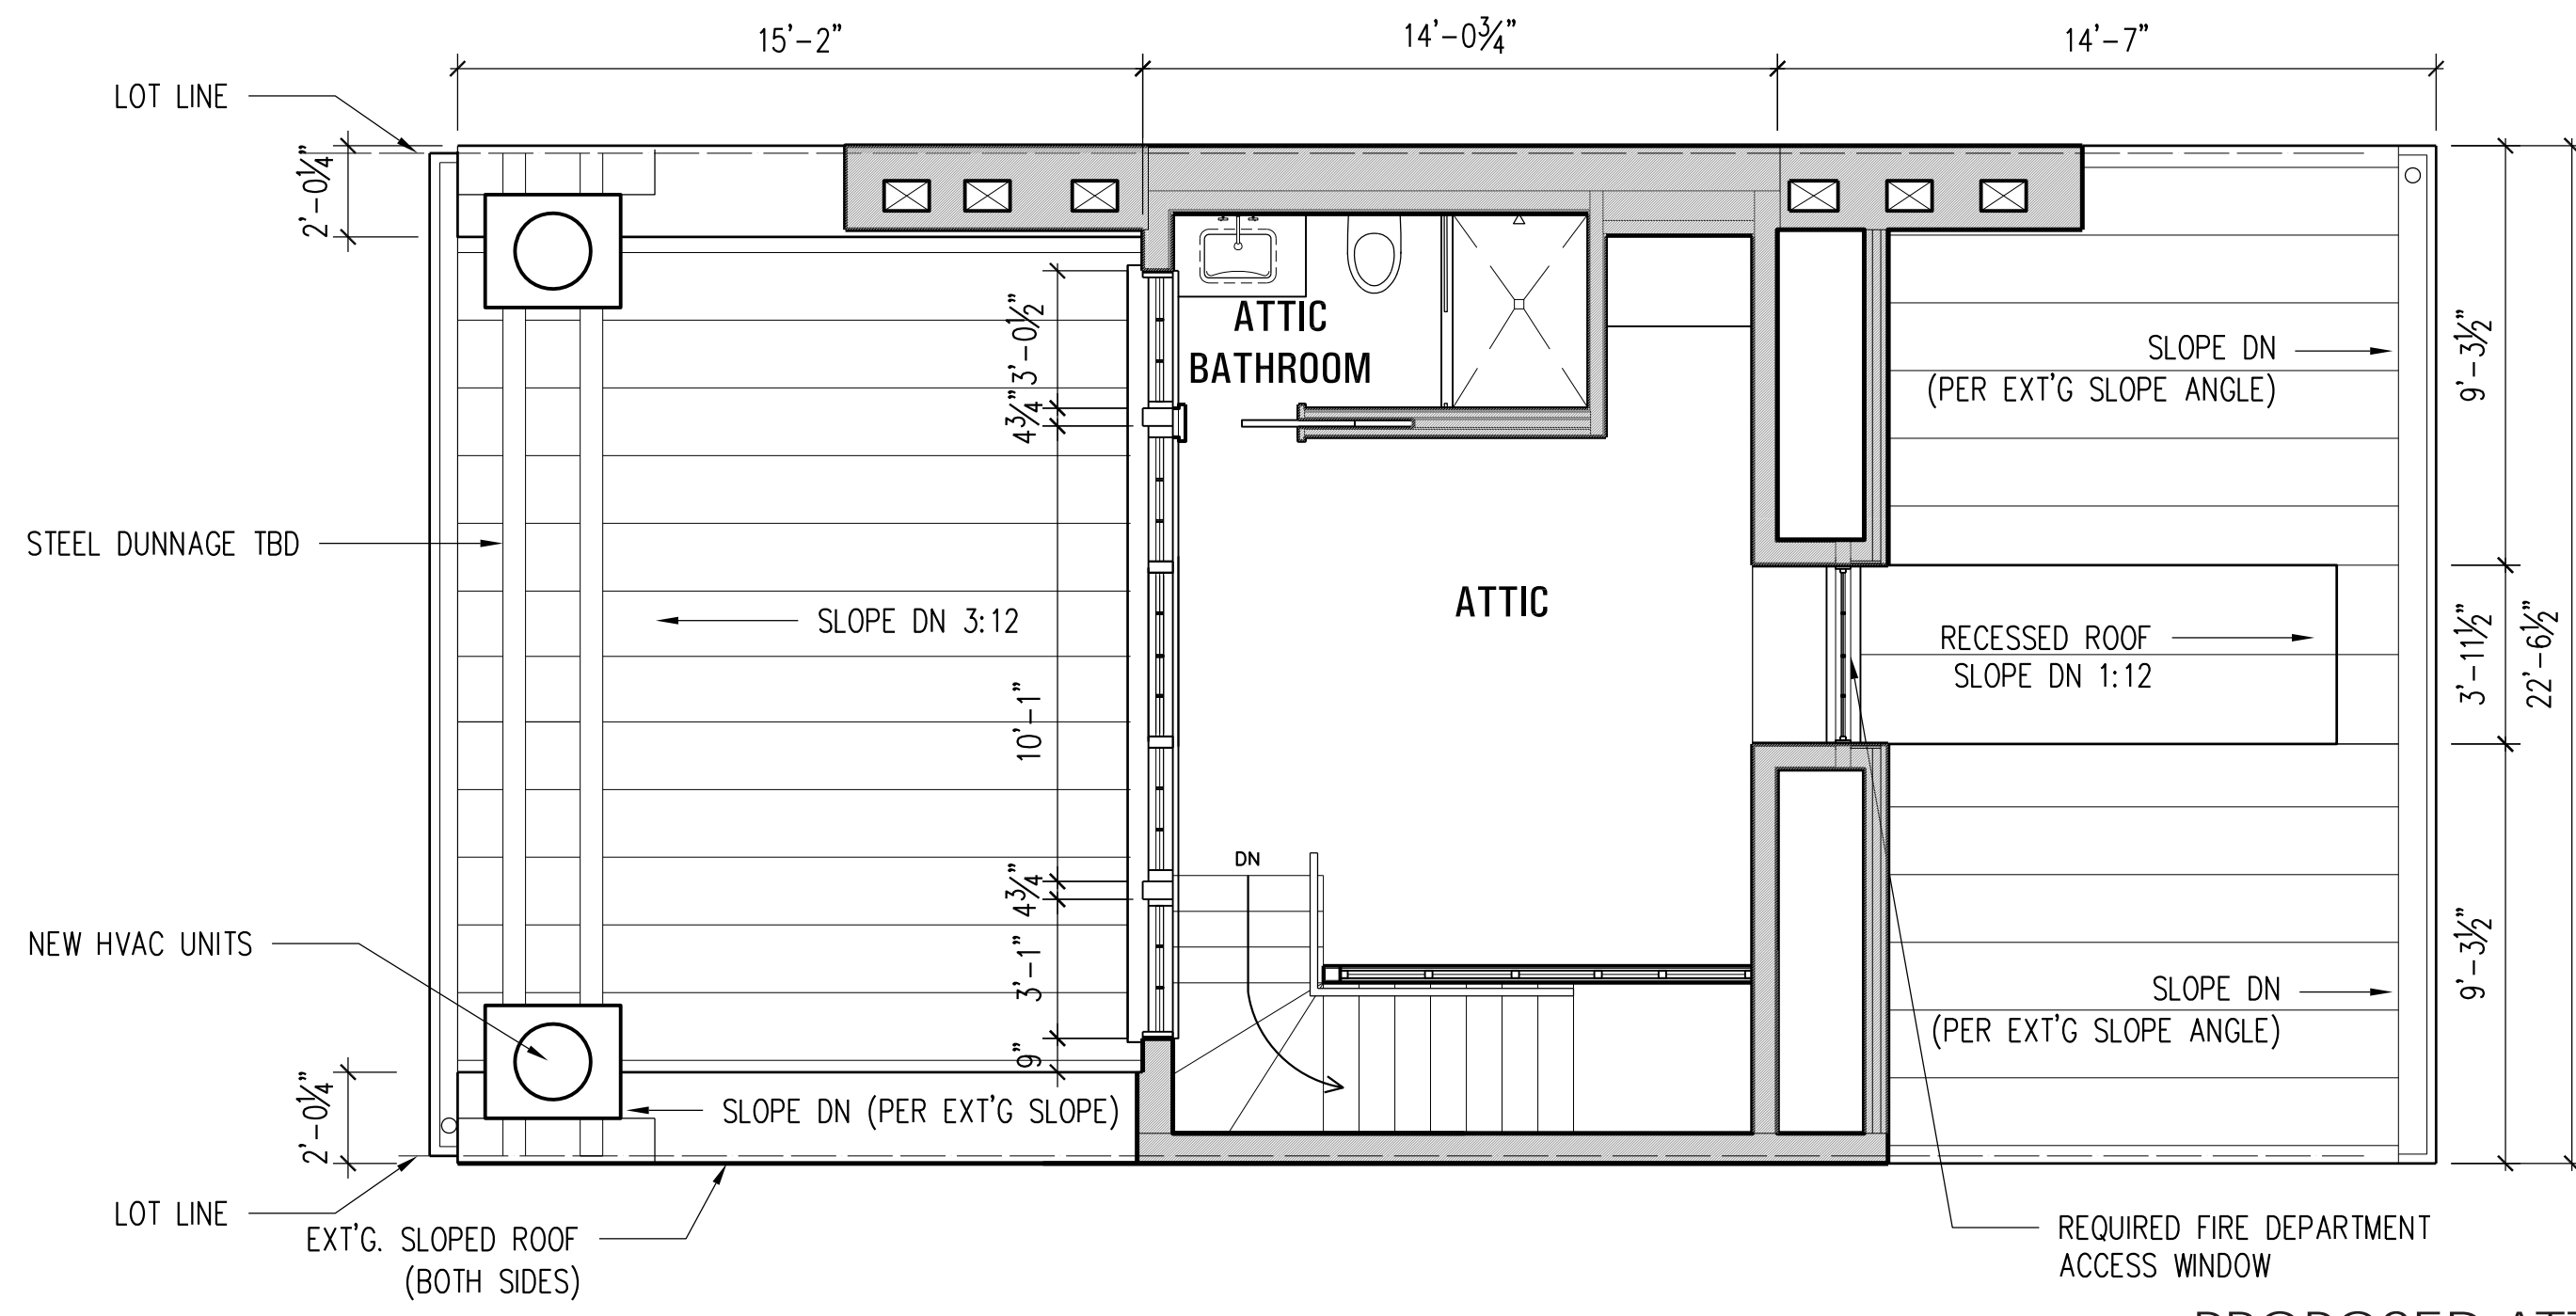 15'-2"
14'-0¾"
14'-7"
LOT LINE
2'-0¼"
3'-0½"
ATTIC
BATHROOM
SLOPE DN
(PER EXT'G SLOPE ANGLE)
9'-3½"
4¾"
STEEL DUNNAGE TBD
SLOPE DN 3:12
ATTIC
RECESSED ROOF
SLOPE DN 1:12
3'-11½"
22'-6½"
10'-1"
DN
4¾"
NEW HVAC UNITS
3'-1"
SLOPE DN
(PER EXT'G SLOPE ANGLE)
9'-3½"
9"
2'-0¼"
SLOPE DN (PER EXT'G SLOPE)
LOT LINE
EXT'G. SLOPED ROOF
(BOTH SIDES)
REQUIRED FIRE DEPARTMENT
ACCESS WINDOW